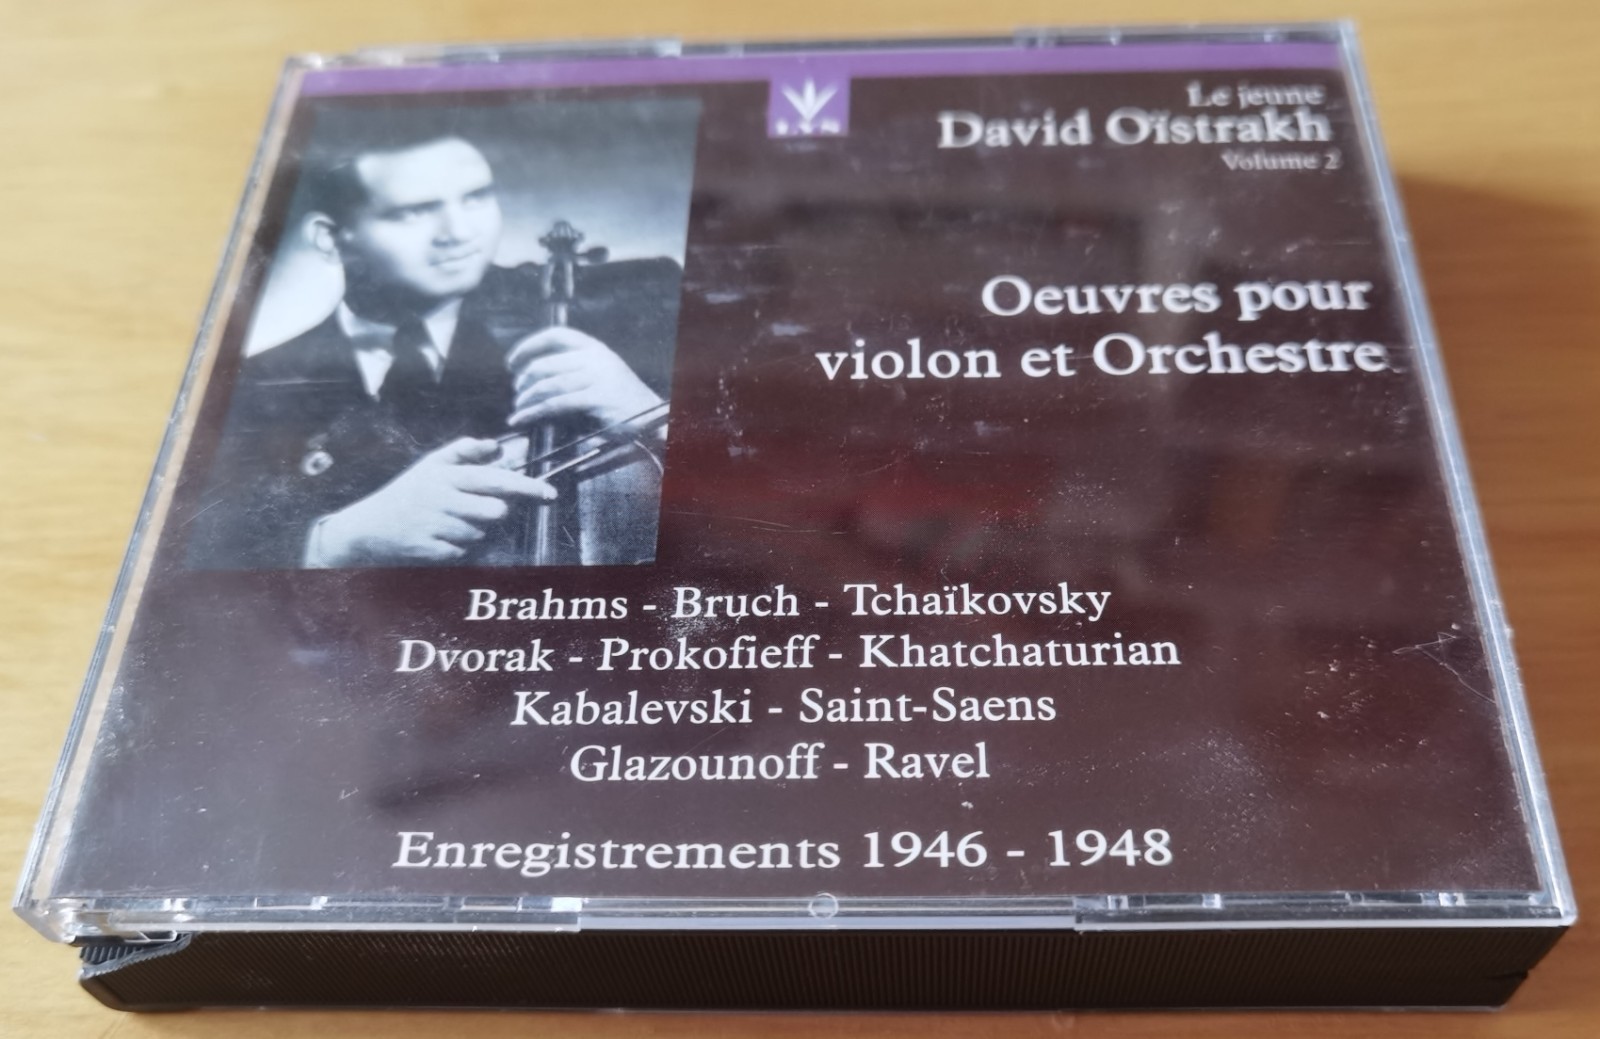 LYS
Le jeune
David Oïstrakh
Volume 2
Oeuvres pour
violon et Orchestre
Brahms - Bruch - Tchaïkovsky
Dvorak - Prokofieff - Khatchaturian
Kabalevski - Saint-Saens
Glazounoff - Ravel
Enregistrements 1946 - 1948